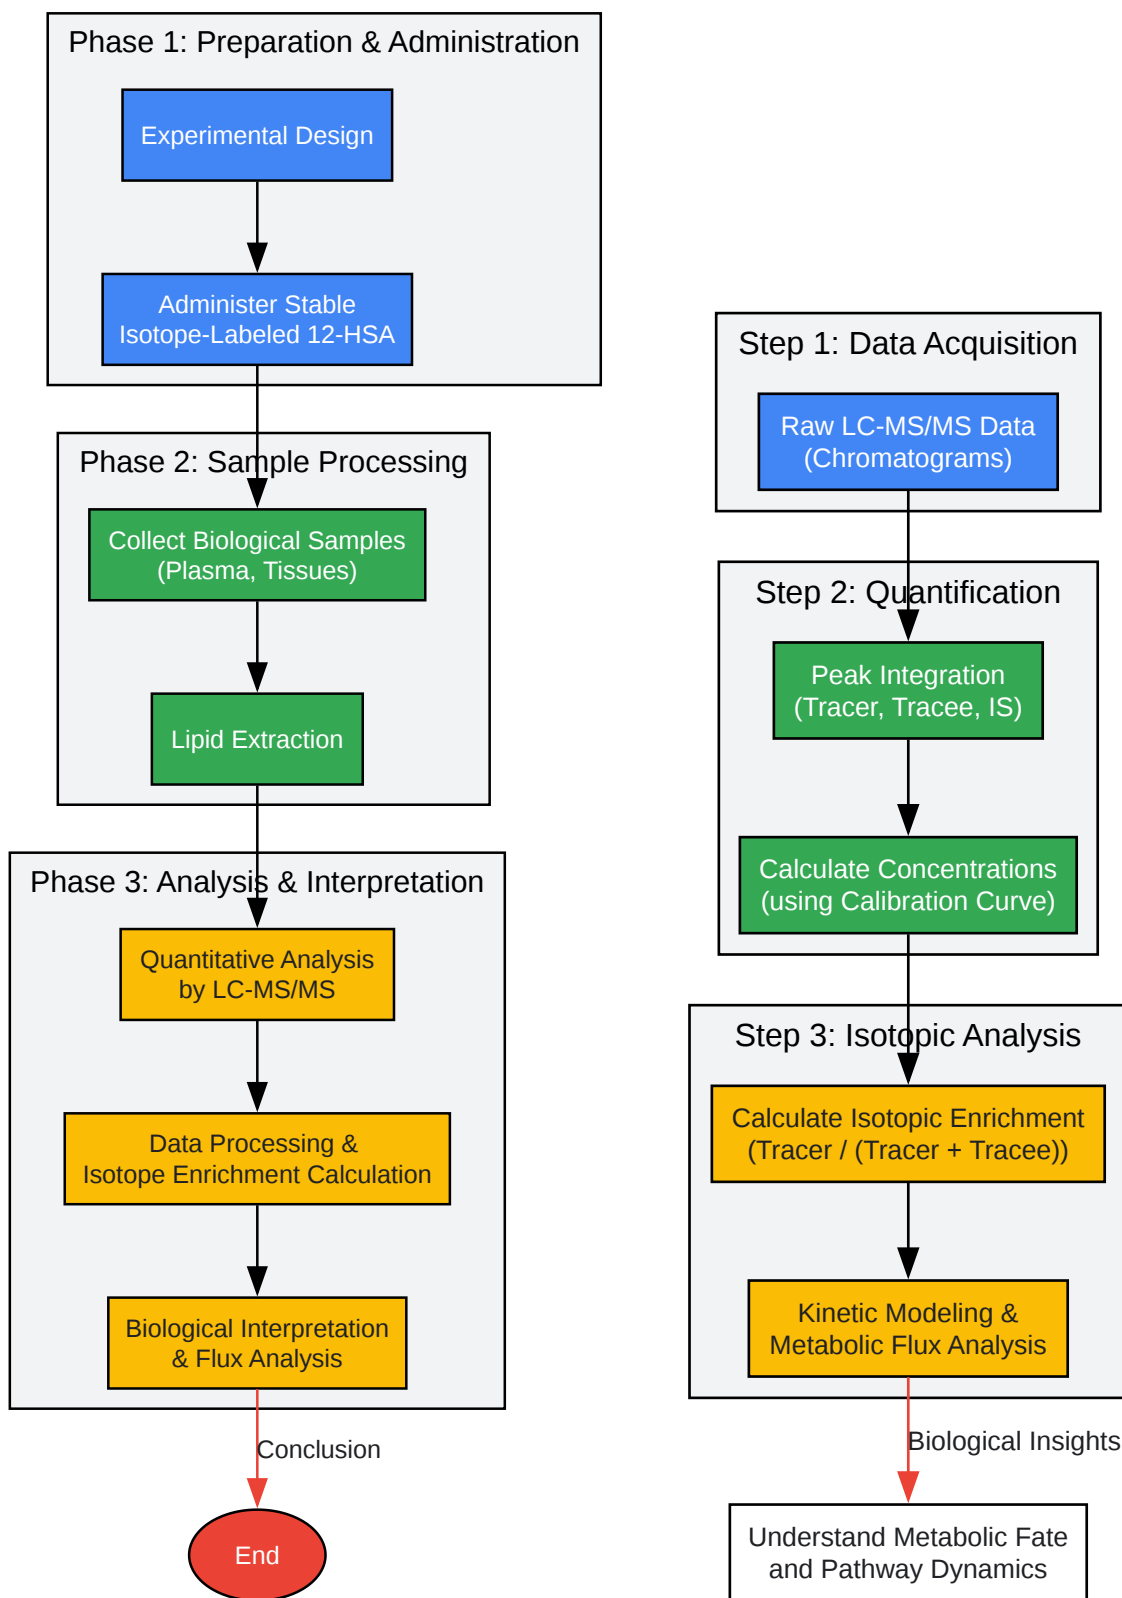 Phase 1: Preparation & Administration
Experimental Design
Administer Stable
Isotope-Labeled 12-HSA
Phase 2: Sample Processing
Collect Biological Samples
(Plasma, Tissues)
Lipid Extraction
Phase 3: Analysis & Interpretation
Quantitative Analysis
by LC-MS/MS
Data Processing &
Isotope Enrichment Calculation
Biological Interpretation
& Flux Analysis
Conclusion
End
Step 1: Data Acquisition
Raw LC-MS/MS Data
(Chromatograms)
Step 2: Quantification
Peak Integration
(Tracer, Tracee, IS)
Calculate Concentrations
(using Calibration Curve)
Step 3: Isotopic Analysis
Calculate Isotopic Enrichment
(Tracer / (Tracer + Tracee))
Kinetic Modeling &
Metabolic Flux Analysis
Biological Insights
Understand Metabolic Fate
and Pathway Dynamics